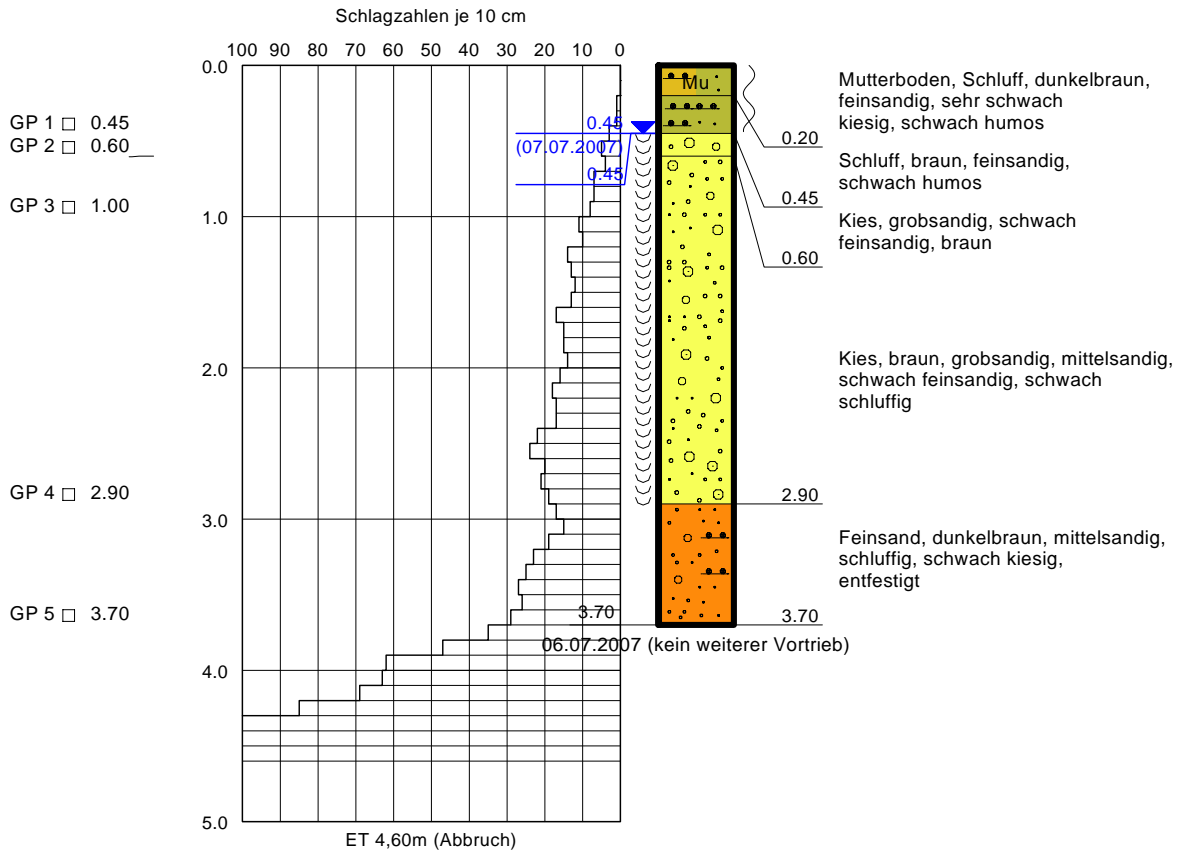 Schlagzahlen je 10 cm
100 90 80 70 60 50 40 30 20 10 0
0.0
1.0
2.0
3.0
4.0
5.0
ET 4,60m (Abbruch)
GP 1 0.45
GP 2 0.60
GP 3 1.00
GP 4 2.90
GP 5 3.70
0.45
(07.07.2007)
0.45
3.70
06.07.2007 (kein weiterer Vortrieb)
Mu
Mutterboden, Schluff, dunkelbraun,
feinsandig, sehr schwach
kiesig, schwach humos
0.20
Schluff, braun, feinsandig,
schwach humos
0.45
Kies, grobsandig, schwach
feinsandig, braun
0.60
Kies, braun, grobsandig, mittelsandig,
schwach feinsandig, schwach
schluffig
2.90
Feinsand, dunkelbraun, mittelsandig,
schluffig, schwach kiesig,
entfestigt
3.70